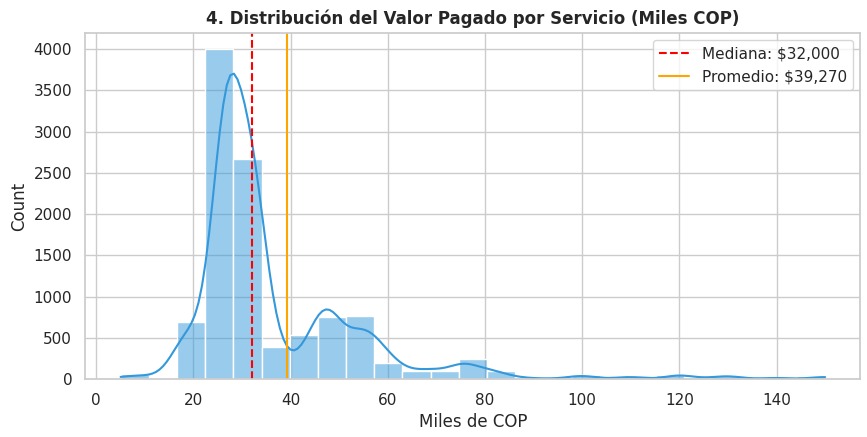 4. Distribución del Valor Pagado por Servicio (Miles COP)
Mediana: $32,000
Promedio: $39,270
Count
4000
3500
3000
2500
2000
1500
1000
500
0
0 20 40 60 80 100 120 140
Miles de COP